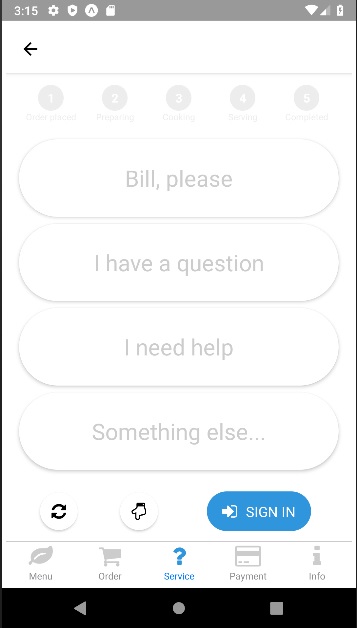 3:15
1 2 3 4 5
Order placed Preparing Cooking Serving Completed
Bill, please
I have a question
I need help
Something else...
SIGN IN
Menu Order Service Payment Info